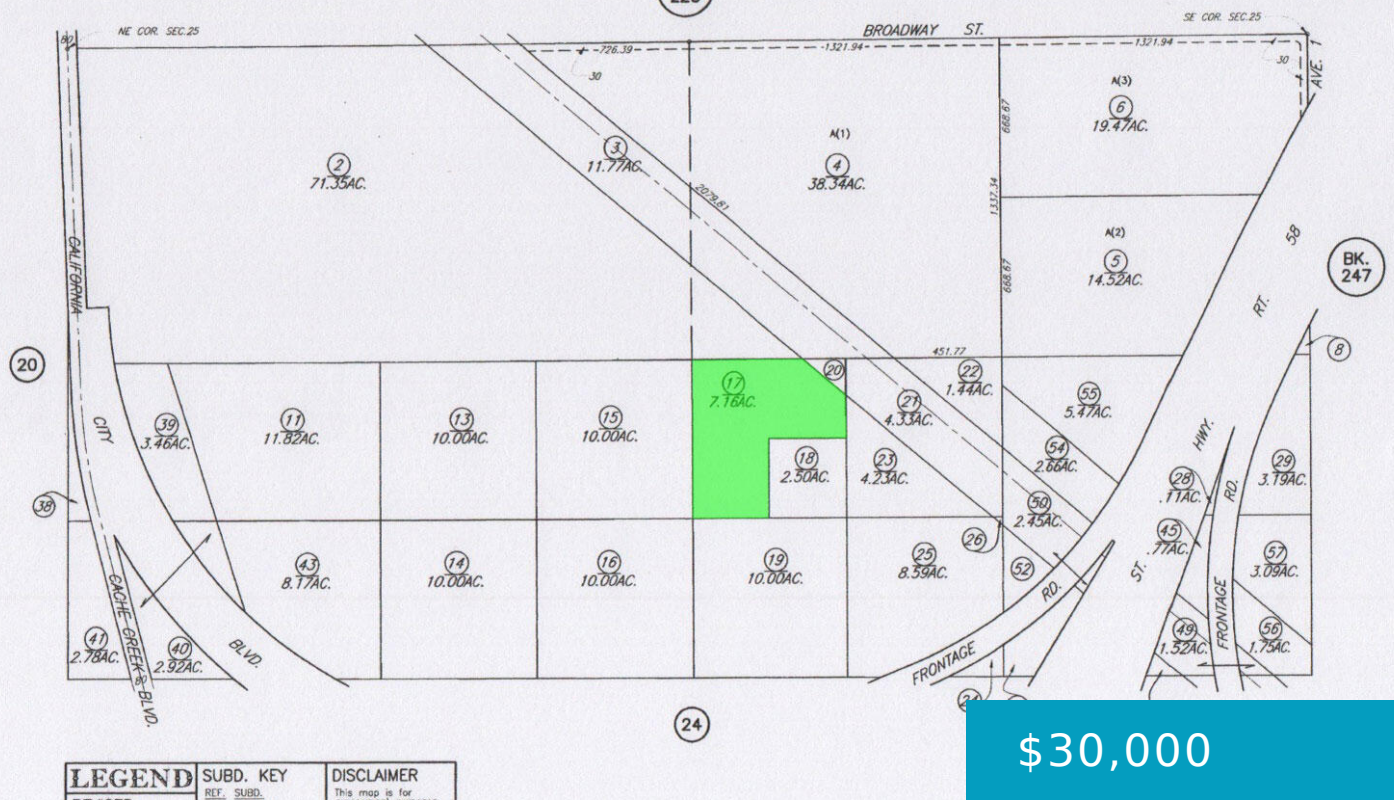 NE COR. SEC.25
BROADWAY ST.
SE COR. SEC.25
80
726.39
1321.94
1321.94
30
30
AVE. 1
A(3)
6
19.47AC.
668.67
A(1)
3
11.77AC.
4
38.34AC.
2
71.35AC.
2079.81
1337.34
A(2)
5
14.52AC.
668.67
58
RT.
BK.
247
CALIFORNIA
20
451.77
8
17
7.16AC.
20
22
1.44AC.
55
5.47AC.
21
4.33AC.
39
3.46AC.
11
11.82AC.
13
10.00AC.
15
10.00AC.
CITY
HWY.
54
2.66AC.
18
2.50AC.
23
4.23AC.
28
.11AC.
RD.
29
3.19AC.
38
50
2.45AC.
45
.77AC.
26
43
8.17AC.
14
10.00AC.
16
10.00AC.
19
10.00AC.
25
8.59AC.
52
57
3.09AC.
ST.
RD.
CACHE CREEK BLVD.
80
41
2.78AC.
40
2.92AC.
BLVD.
FRONTAGE
49
1.52AC.
FRONTAGE
56
1.75AC.
24
$30,000
LEGEND
SUBD. KEY
DISCLAIMER
REF. SUBD.
This map is for